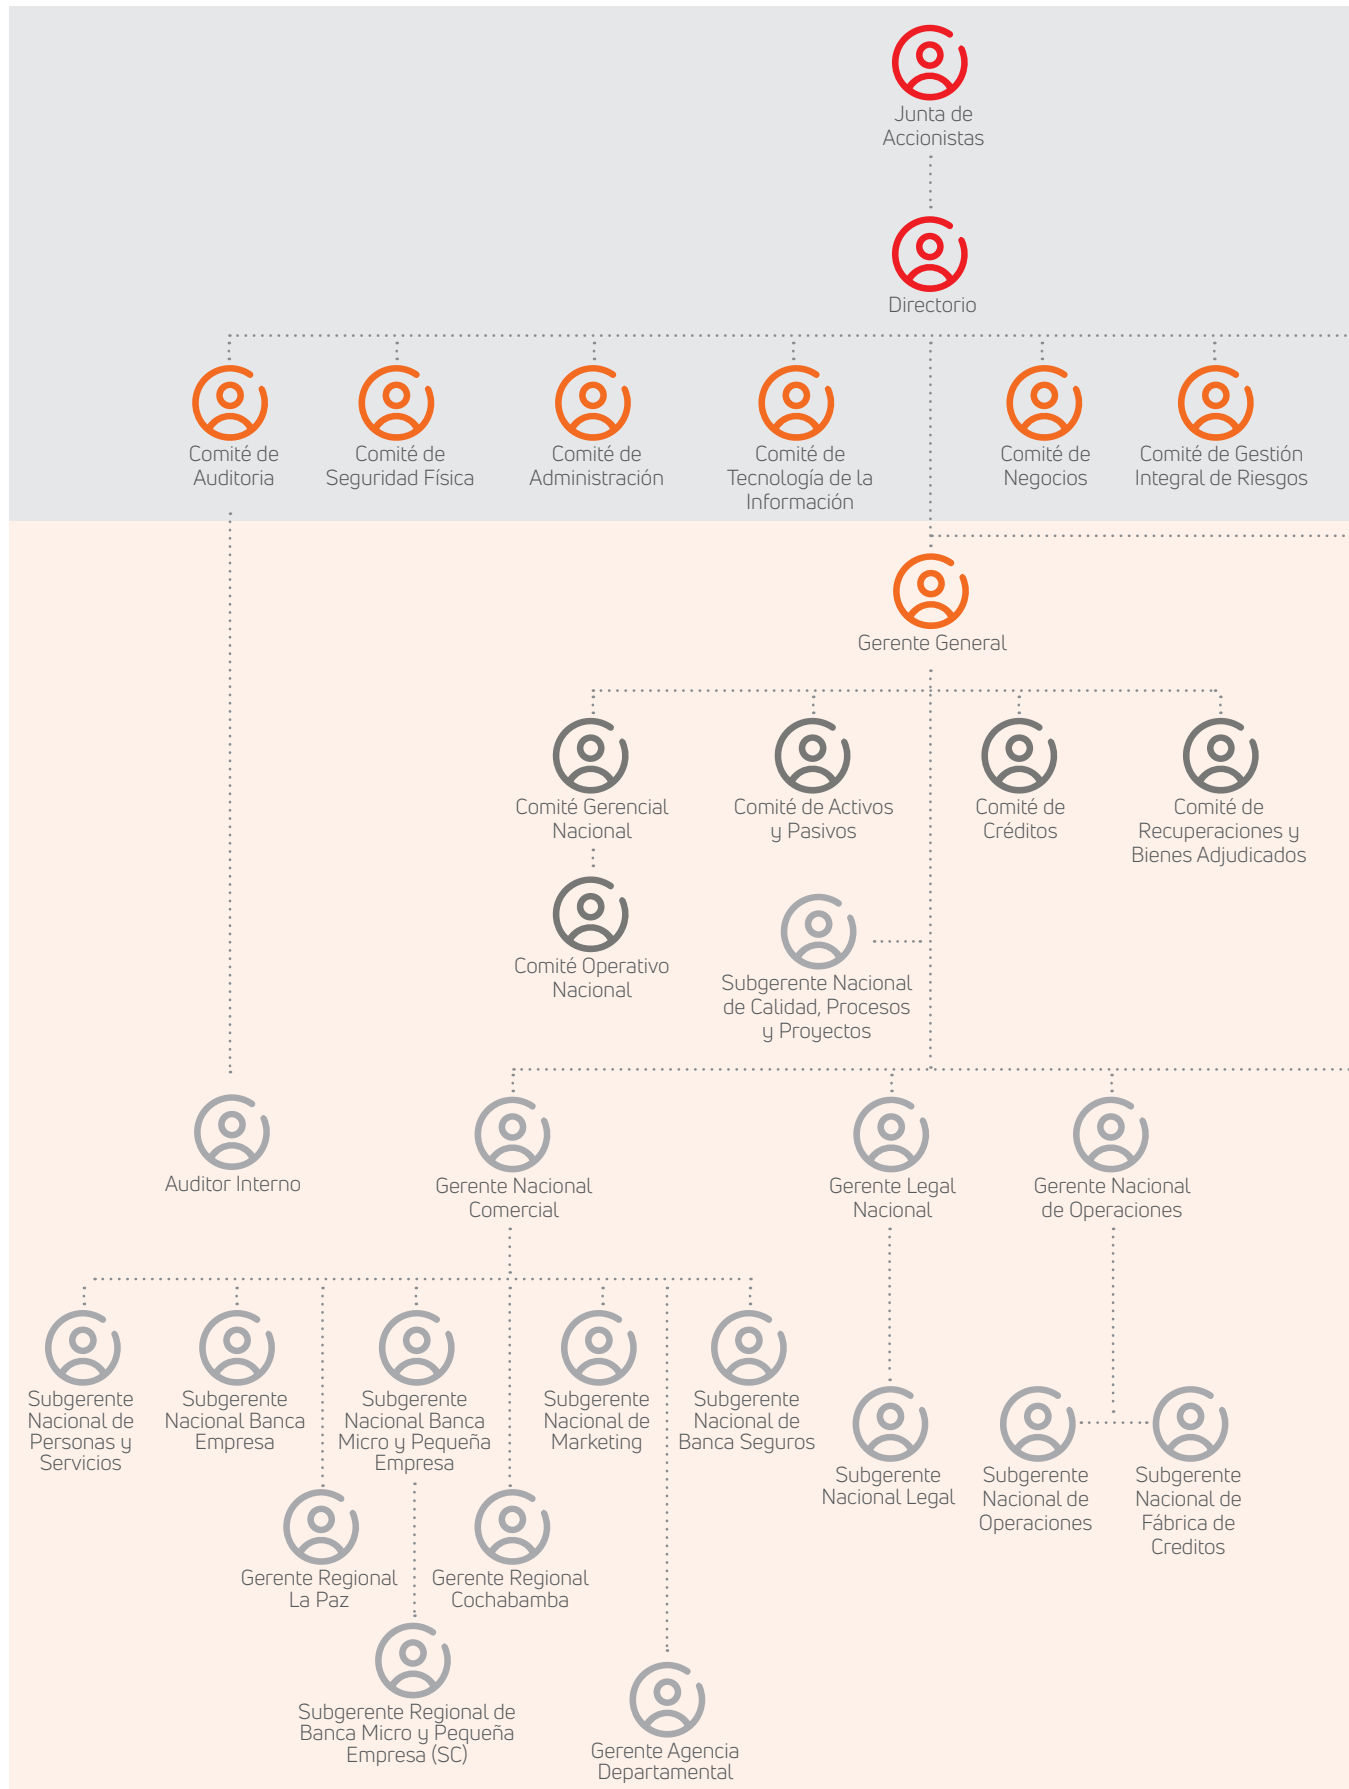 Junta de
Accionistas
Directorio
Comité de
Auditoria
Comité de
Seguridad Física
Comité de
Administración
Comité de
Tecnología de la
Información
Comité de
Negocios
Comité de Gestión
Integral de Riesgos
Gerente General
Comité Gerencial
Nacional
Comité de Activos
y Pasivos
Comité de
Créditos
Comité de
Recuperaciones y
Bienes Adjudicados
Comité Operativo
Nacional
Subgerente Nacional
de Calidad, Procesos
y Proyectos
Auditor Interno
Gerente Nacional
Comercial
Gerente Legal
Nacional
Gerente Nacional
de Operaciones
Subgerente
Nacional de
Personas y
Servicios
Subgerente
Nacional Banca
Empresa
Subgerente
Nacional Banca
Micro y Pequeña
Empresa
Subgerente
Nacional de
Marketing
Subgerente
Nacional de
Banca Seguros
Subgerente
Nacional Legal
Subgerente
Nacional de
Operaciones
Subgerente
Nacional de
Fábrica de
Creditos
Gerente Regional
La Paz
Gerente Regional
Cochabamba
Subgerente Regional de
Banca Micro y Pequeña
Empresa (SC)
Gerente Agencia
Departamental